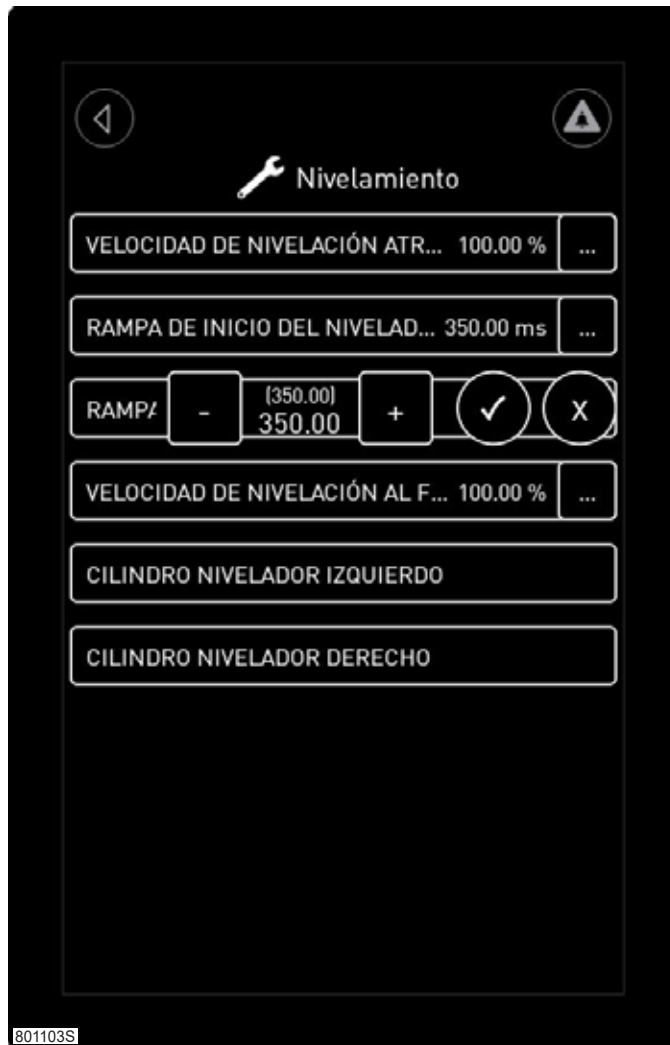 Nivelamiento
VELOCIDAD DE NIVELACIÓN ATR... 100.00 % ...
RAMPA DE INICIO DEL NIVELAD... 350.00 ms ...
RAMPA - (350.00) + ✓ X
350.00
VELOCIDAD DE NIVELACIÓN AL F... 100.00 % ...
CILINDRO NIVELADOR IZQUIERDO
CILINDRO NIVELADOR DERECHO
801103S